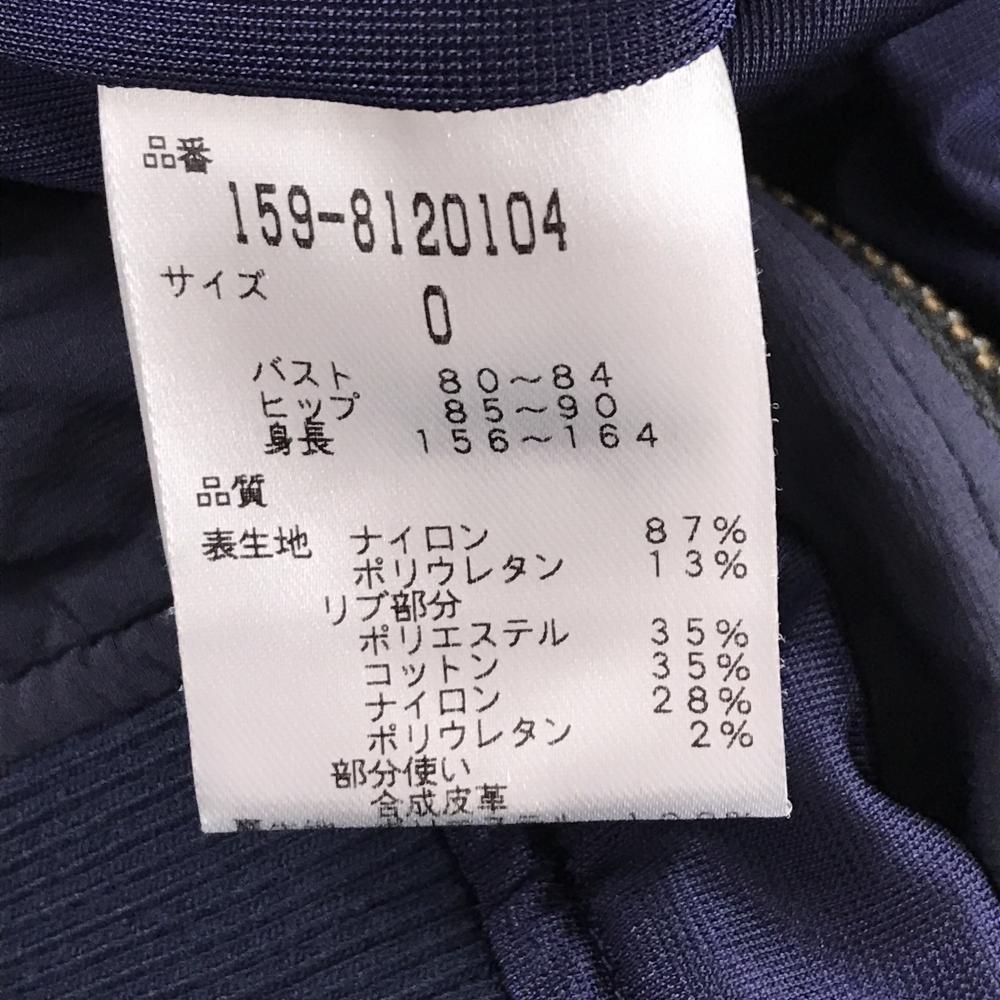 品番
159-8120104
サイズ
0
バスト 80～84
ヒップ 85～90
身長 156～164
品質
表生地 ナイロン 87%
ポリウレタン 13%
リブ部分
ポリエステル 35%
コットン 35%
ナイロン 28%
ポリウレタン 2%
部分使い
合成皮革